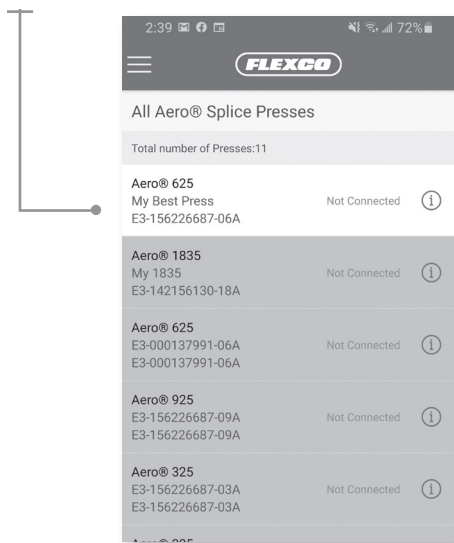 2:39 72%
FLEXCO
All Aero® Splice Presses
Total number of Presses:11
Aero® 625
My Best Press Not Connected
E3-156226687-06A
Aero® 1835
My 1835 Not Connected
E3-142156130-18A
Aero® 625
E3-000137991-06A Not Connected
E3-000137991-06A
Aero® 925
E3-156226687-09A Not Connected
E3-156226687-09A
Aero® 325
E3-156226687-03A Not Connected
E3-156226687-03A